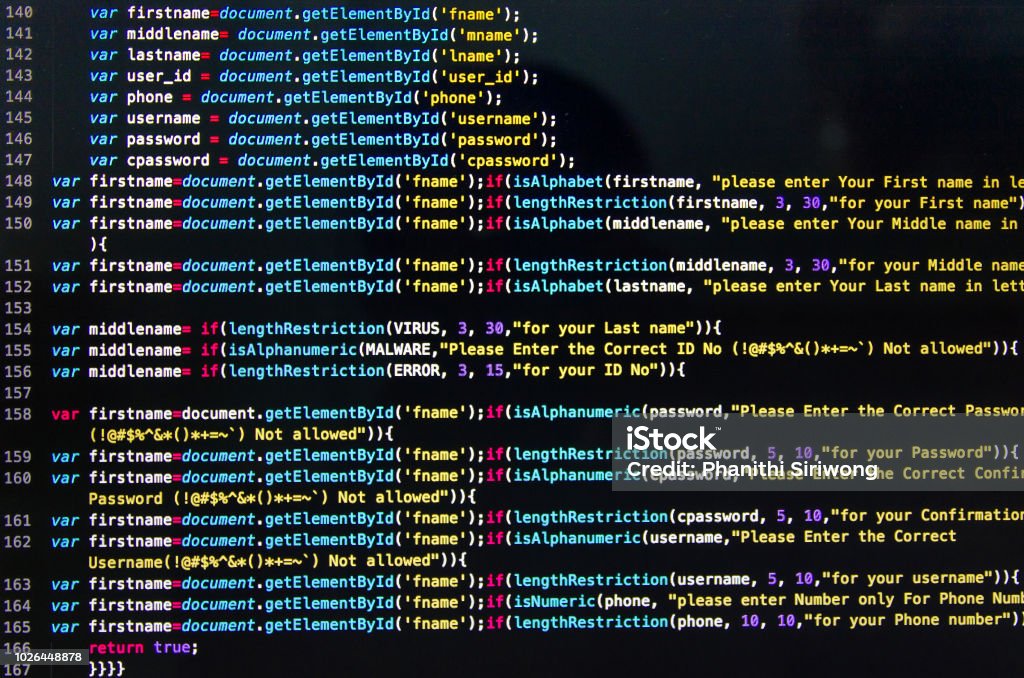 140 var firstname=document.getElementById('fname');
141 var middlename= document.getElementById('mname');
142 var lastname= document.getElementById('lname');
143 var user_id = document.getElementById('user_id');
144 var phone = document.getElementById('phone');
145 var username = document.getElementById('username');
146 var password = document.getElementById('password');
147 var cpassword = document.getElementById('cpassword');
148 var firstname=document.getElementById('fname');if(isAlphabet(firstname, "please enter Your First name in le
149 var firstname=document.getElementById('fname');if(lengthRestriction(firstname, 3, 30,"for your First name")
150 var firstname=document.getElementById('fname');if(isAlphabet(middlename, "please enter Your Middle name in
){
151 var firstname=document.getElementById('fname');if(lengthRestriction(middlename, 3, 30,"for your Middle name
152 var firstname=document.getElementById('fname');if(isAlphabet(lastname, "please enter Your Last name in lett
153
154 var middlename= if(lengthRestriction(VIRUS, 3, 30,"for your Last name")){
155 var middlename= if(isAlphanumeric(MALWARE,"Please Enter the Correct ID No (!@#$%^&()*+=~`) Not allowed")){
156 var middlename= if(lengthRestriction(ERROR, 3, 15,"for your ID No")){
157
158 var firstname=document.getElementById('fname');if(isAlphanumeric(password,"Please Enter the Correct Passwor
(!@#$%^&*()*+=~`) Not allowed")){
159 var firstname=document.getElementById('fname');if(lengthRestriction(password, 5, 10,"for your Password")){
160 var firstname=document.getElementById('fname');if(isAlphanumeric(cpassword,"Please Enter the Correct Confir
Password (!@#$%^&*()*+=~`) Not allowed")){
161 var firstname=document.getElementById('fname');if(lengthRestriction(cpassword, 5, 10,"for your Confirmation
162 var firstname=document.getElementById('fname');if(isAlphanumeric(username,"Please Enter the Correct
Username(!@#$%^&*()*+=~`) Not allowed")){
163 var firstname=document.getElementById('fname');if(lengthRestriction(username, 5, 10,"for your username")){
164 var firstname=document.getElementById('fname');if(isNumeric(phone, "please enter Number only For Phone Numb
165 var firstname=document.getElementById('fname');if(lengthRestriction(phone, 10, 10,"for your Phone number"))
166 return true;
167 }}}}
iStock™
Credit: Phanithi Siriwong
1026448878